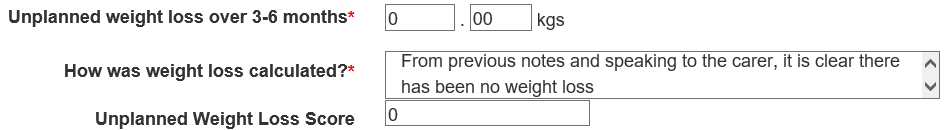 Unplanned weight loss over 3-6 months* 0 . 00 kgs
How was weight loss calculated?* From previous notes and speaking to the carer, it is clear there
has been no weight loss
Unplanned Weight Loss Score 0